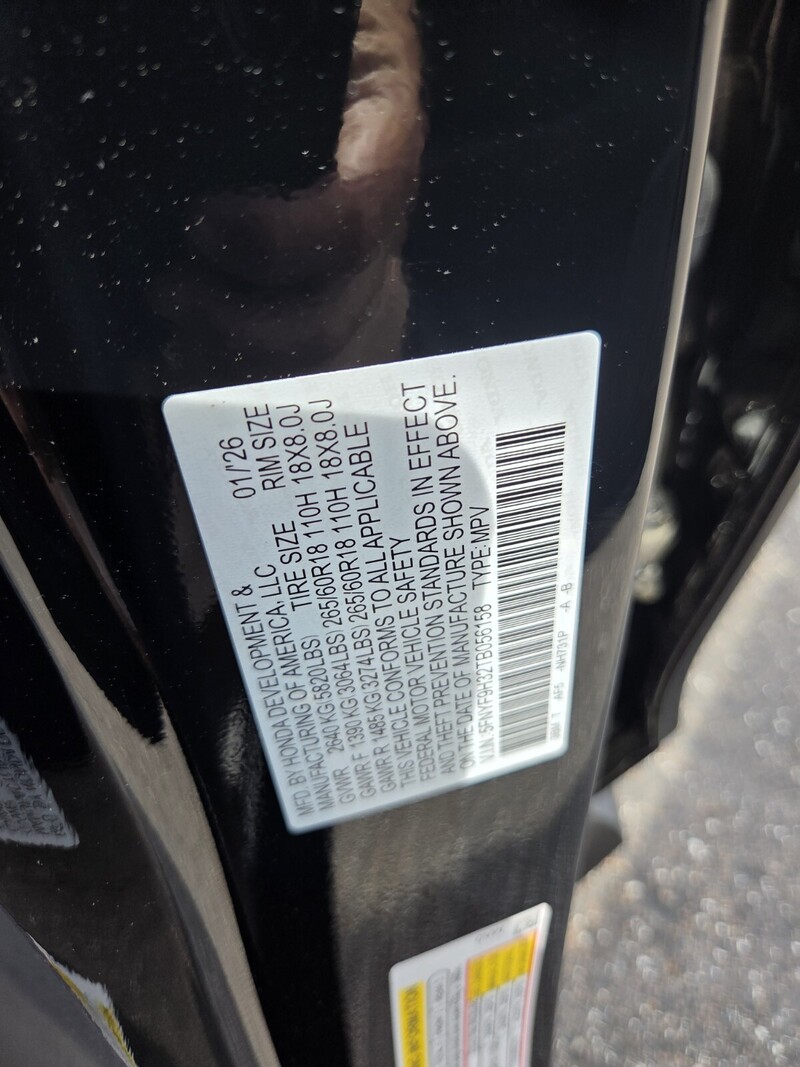 MFD. BY HONDA DEVELOPMENT &
MANUFACTURING OF AMERICA, LLC 01/'26
TIRE SIZE RIM SIZE
GVWR 2640 KG(5820LBS)
GAWR F 1390 KG(3064LBS) 265/60R18 110H 18X8.0J
GAWR R 1485 KG(3274LBS) 265/60R18 110H 18X8.0J
THIS VEHICLE CONFORMS TO ALL APPLICABLE
FEDERAL MOTOR VEHICLE SAFETY
AND THEFT PREVENTION STANDARDS IN EFFECT
ON THE DATE OF MANUFACTURE SHOWN ABOVE.
V.I.N.:5FNYF9H32TB056158 TYPE:MPV
NH731P -A -B
INFORMATION